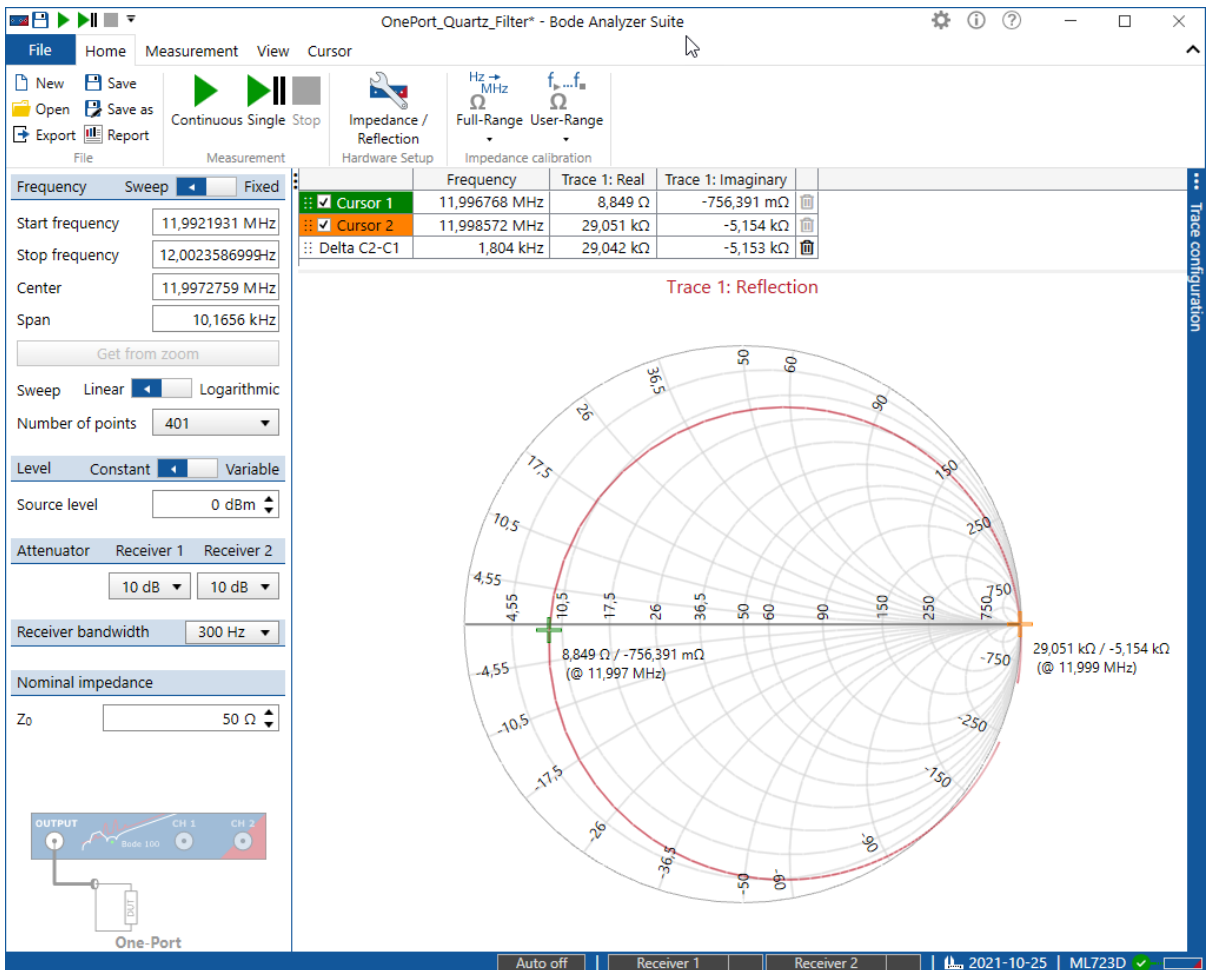 OnePort_Quartz_Filter* - Bode Analyzer Suite
File Home Measurement View Cursor
New Save
Open Save as
Export Report
File
Continuous Single Stop
Measurement
Impedance /
Reflection
Hardware Setup
Hz
MHz
Ω
Full-Range
f...f
Ω
User-Range
Impedance calibration
Frequency Sweep Fixed
Start frequency 11,9921931 MHz
Stop frequency 12,0023586999Hz
Center 11,9972759 MHz
Span 10,1656 kHz
Get from zoom
Sweep Linear Logarithmic
Number of points 401
Level Constant Variable
Source level 0 dBm
Attenuator Receiver 1 Receiver 2
10 dB 10 dB
Receiver bandwidth 300 Hz
Nominal impedance
Z0 50 Ω
OUTPUT CH 1 CH 2
Bode 100
DUT
One-Port
Frequency Trace 1: Real Trace 1: Imaginary
Cursor 1 11,996768 MHz 8,849 Ω -756,391 mΩ
Cursor 2 11,998572 MHz 29,051 kΩ -5,154 kΩ
Delta C2-C1 1,804 kHz 29,042 kΩ -5,153 kΩ
Trace configuration
Trace 1: Reflection
50
60
36,5
26
90
17,5
150
10,5
250
4,55
750
4,55 10,5 17,5 26 36,5 50 60 90 150 250 750
8,849 Ω / -756,391 mΩ
(@ 11,997 MHz)
29,051 kΩ / -5,154 kΩ
(@ 11,999 MHz)
-750
-4,55
-250
-10,5
-150
-17,5
-90
-26
-36,5
-50
-60
Auto off Receiver 1 Receiver 2 2021-10-25 ML723D